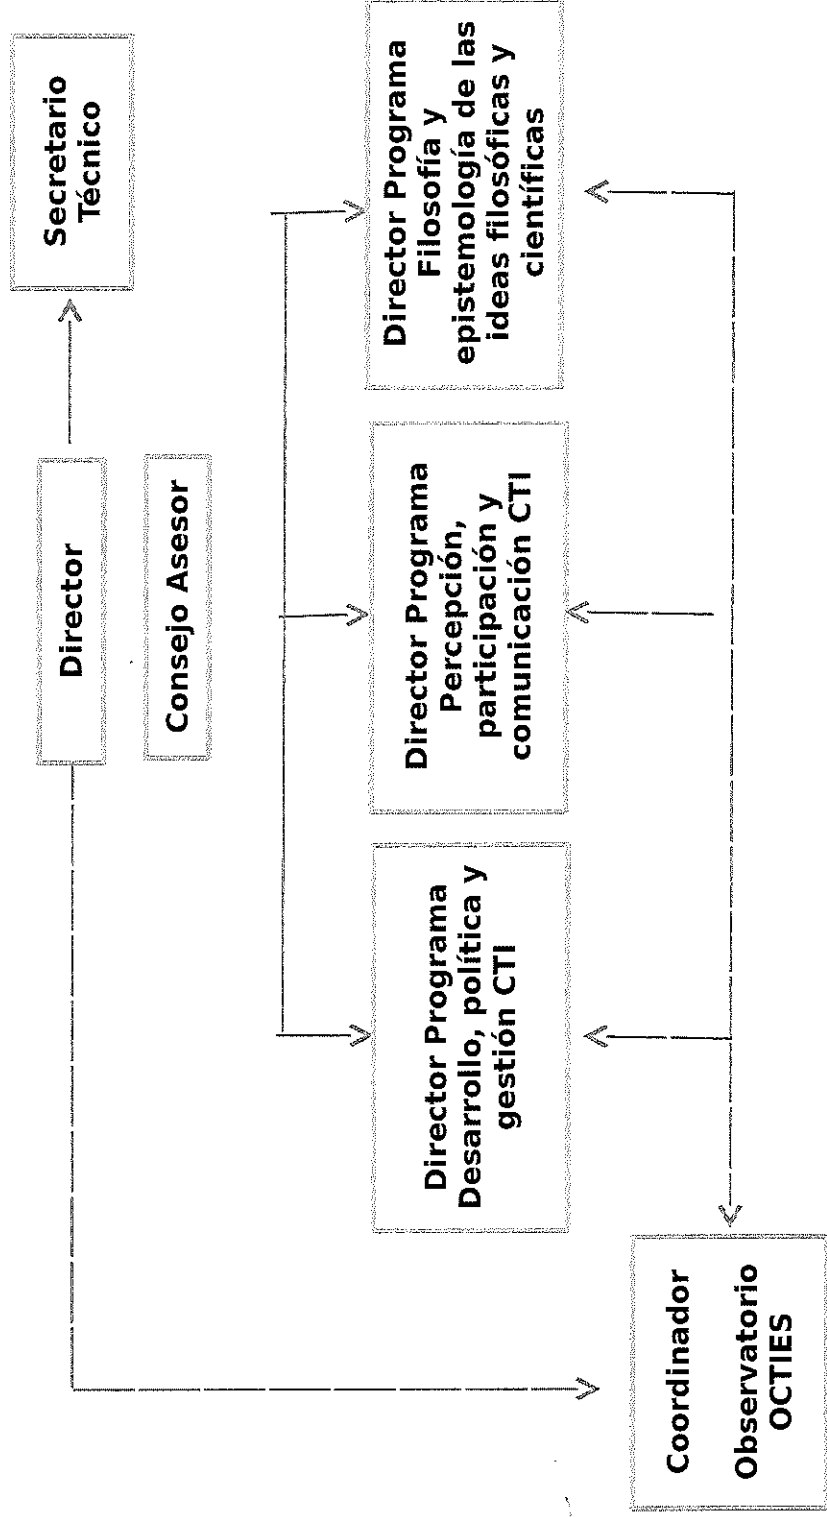 Director
Secretario
Técnico
Consejo Asesor
Director Programa
Desarrollo, política y
gestión CTI
Director Programa
Percepción,
participación y
comunicación CTI
Director Programa
Filosofía y
epistemología de las
ideas filosóficas y
científicas
Coordinador
Observatorio
OCTIES